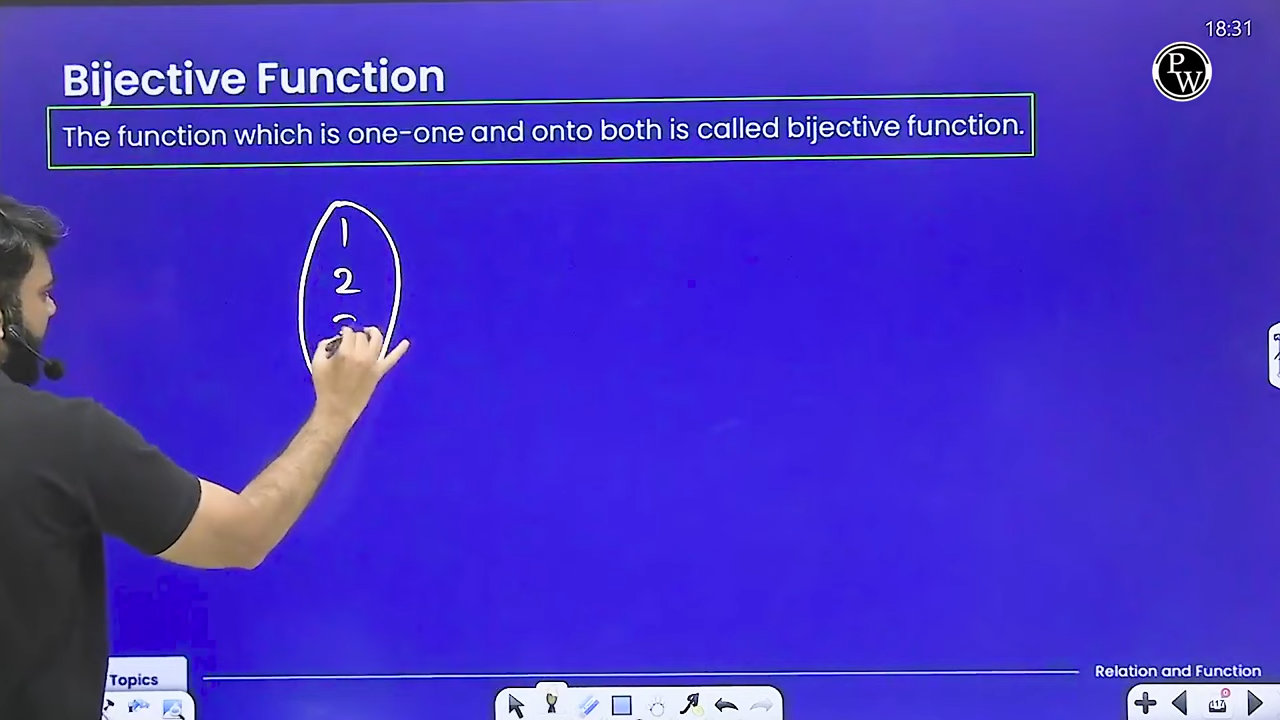 18:31
PW
Bijective Function
The function which is one-one and onto both is called bijective function.
1
2
Topics
Relation and Function